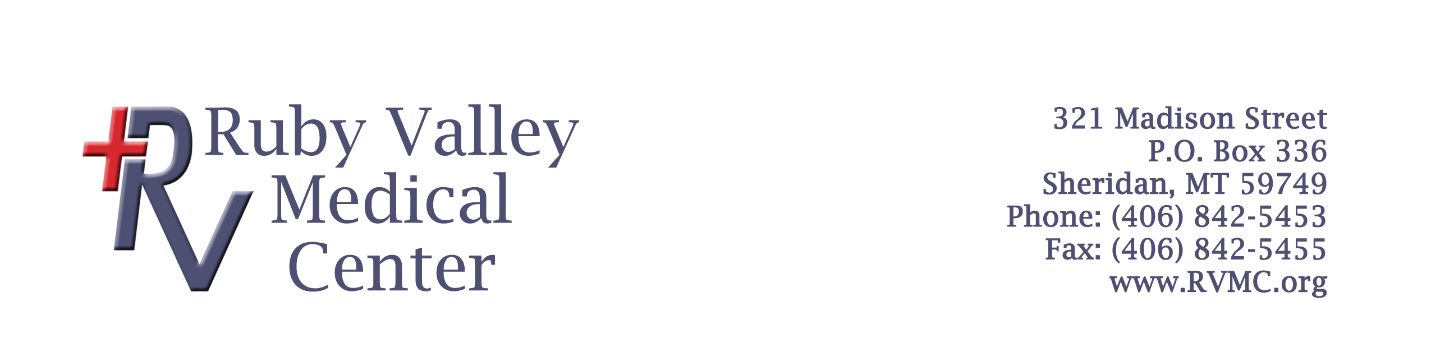 RV
Ruby Valley
Medical
Center
321 Madison Street
P.O. Box 336
Sheridan, MT 59749
Phone: (406) 842-5453
Fax: (406) 842-5455
www.RVMC.org